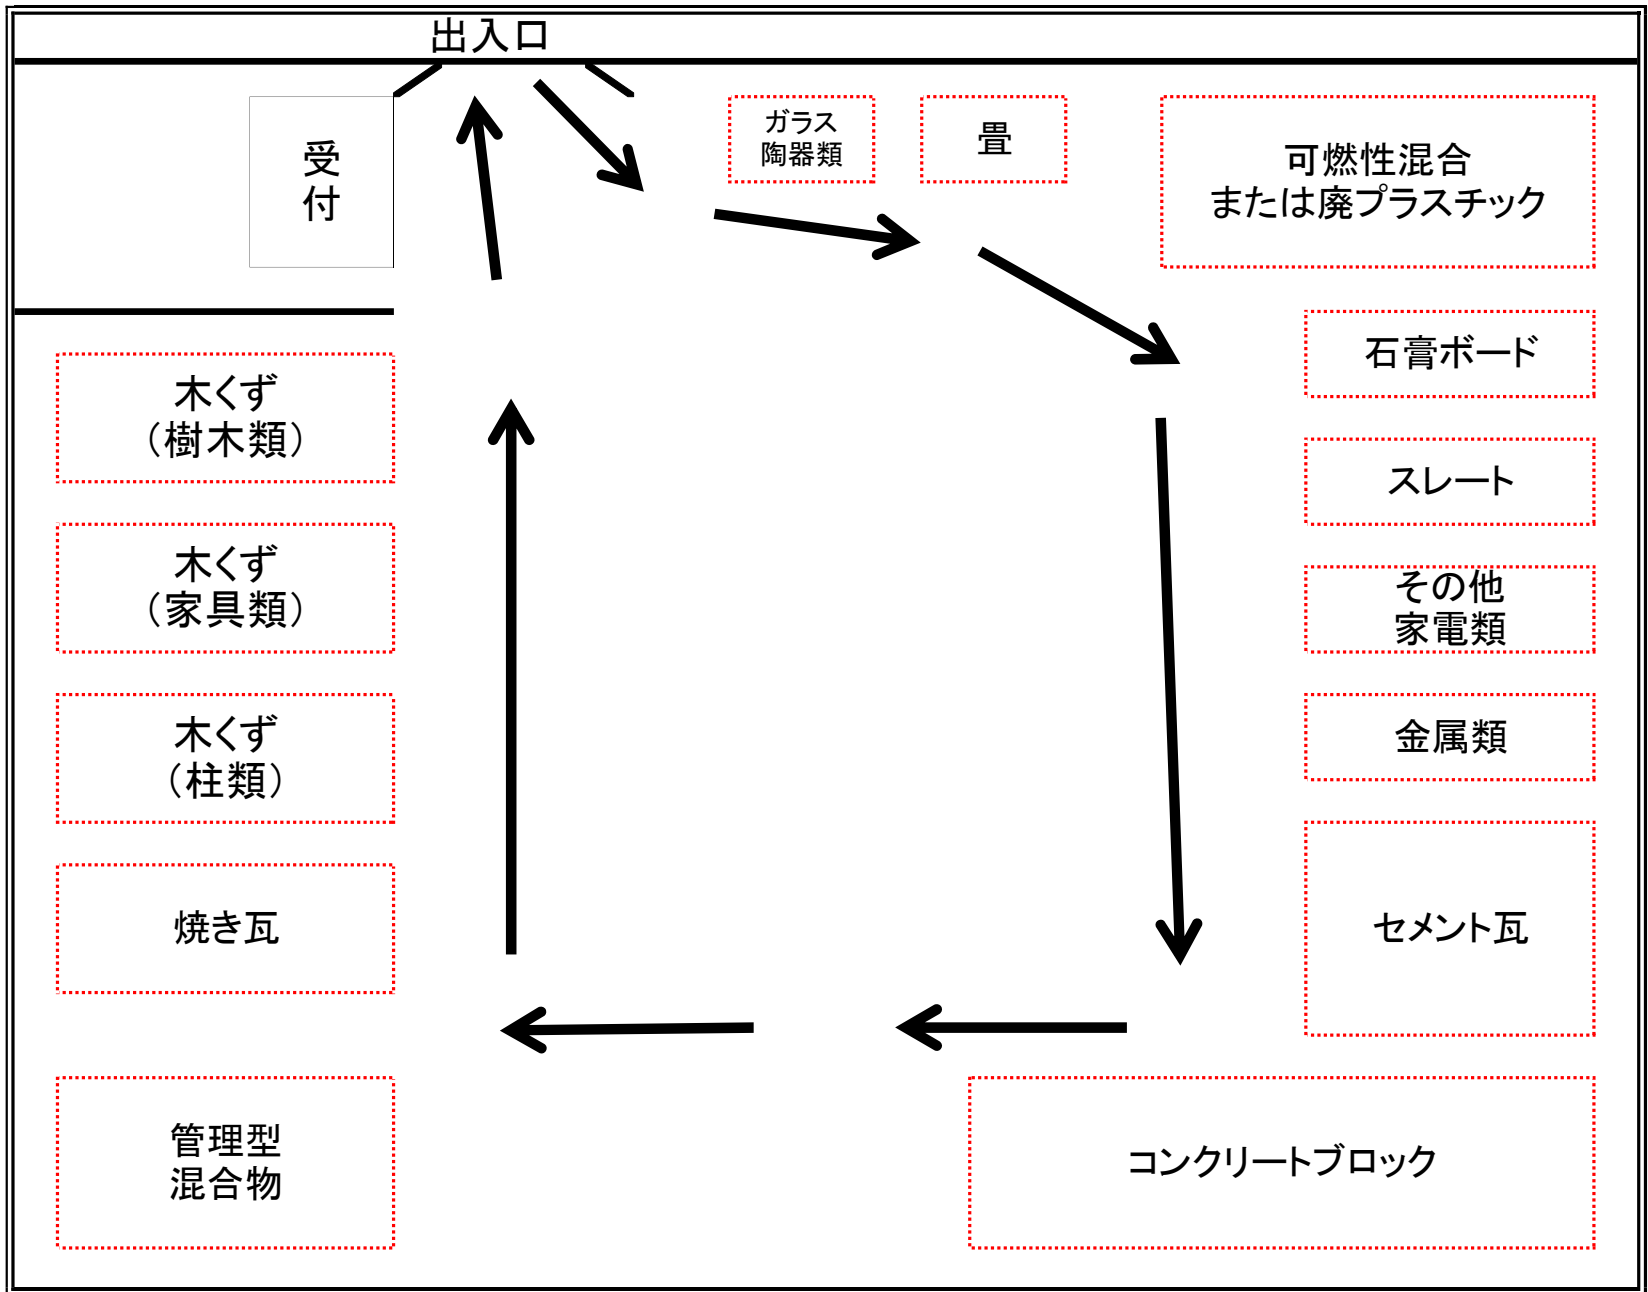 出入口
受
付
ガラス
陶器類
畳
可燃性混合
または廃プラスチック
石膏ボード
スレート
その他
家電類
金属類
セメント瓦
コンクリートブロック
木くず
（樹木類）
木くず
（家具類）
木くず
（柱類）
焼き瓦
管理型
混合物